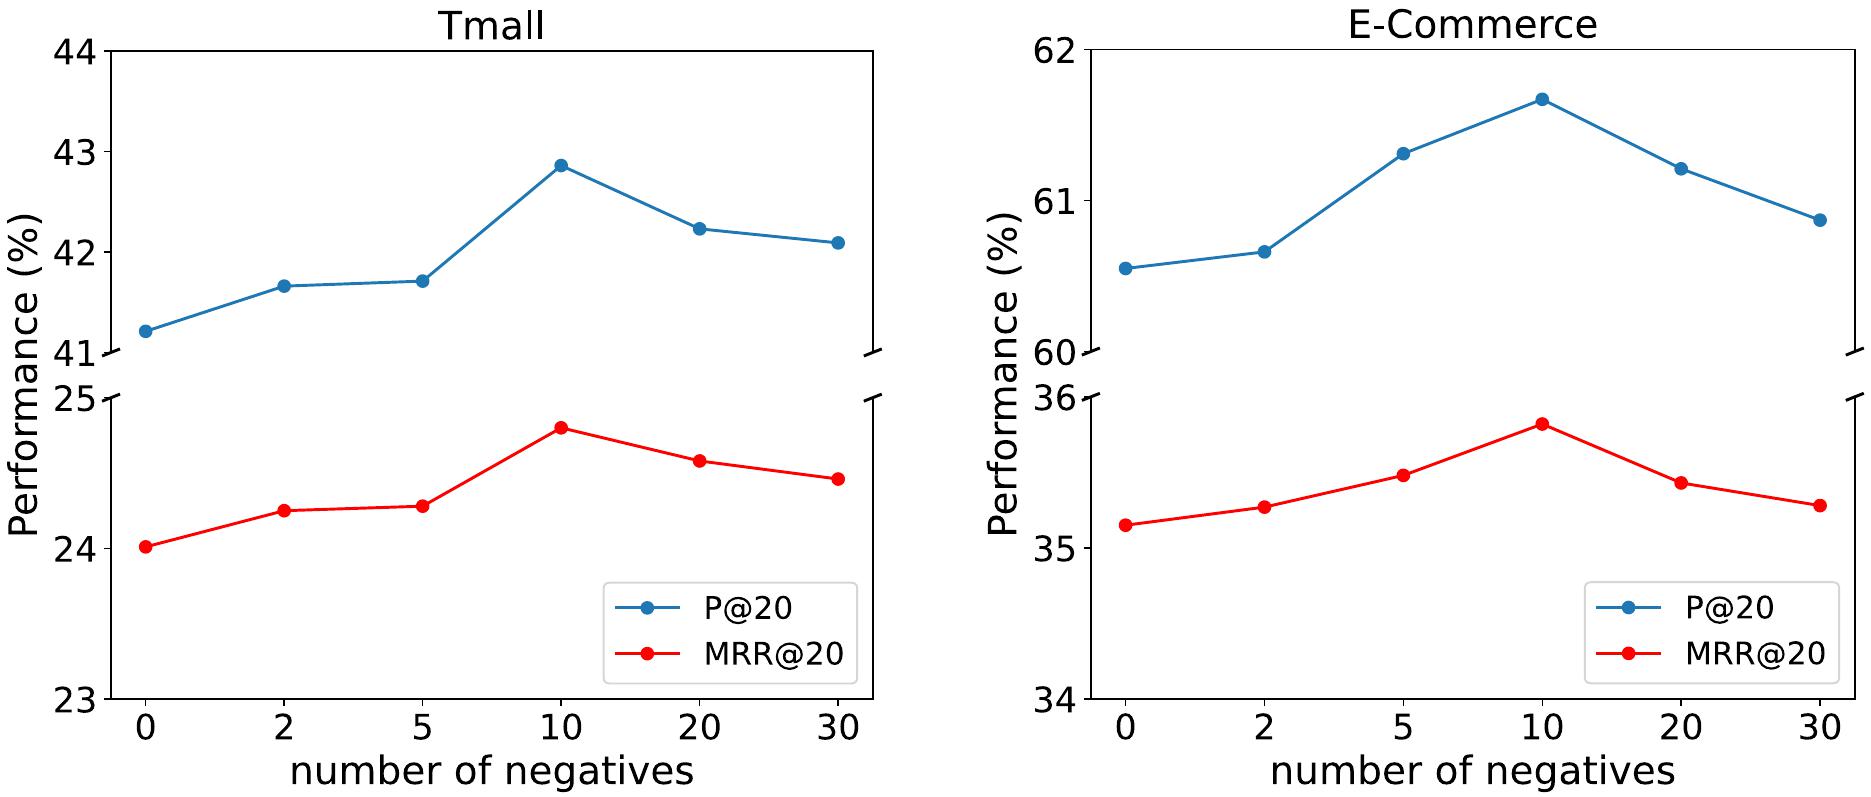 Tmall
44
43
42
41
25
24
23
Performance (%)
0 2 5 10 20 30
number of negatives
P@20
MRR@20
E-Commerce
62
61
60
36
35
34
Performance (%)
0 2 5 10 20 30
number of negatives
P@20
MRR@20